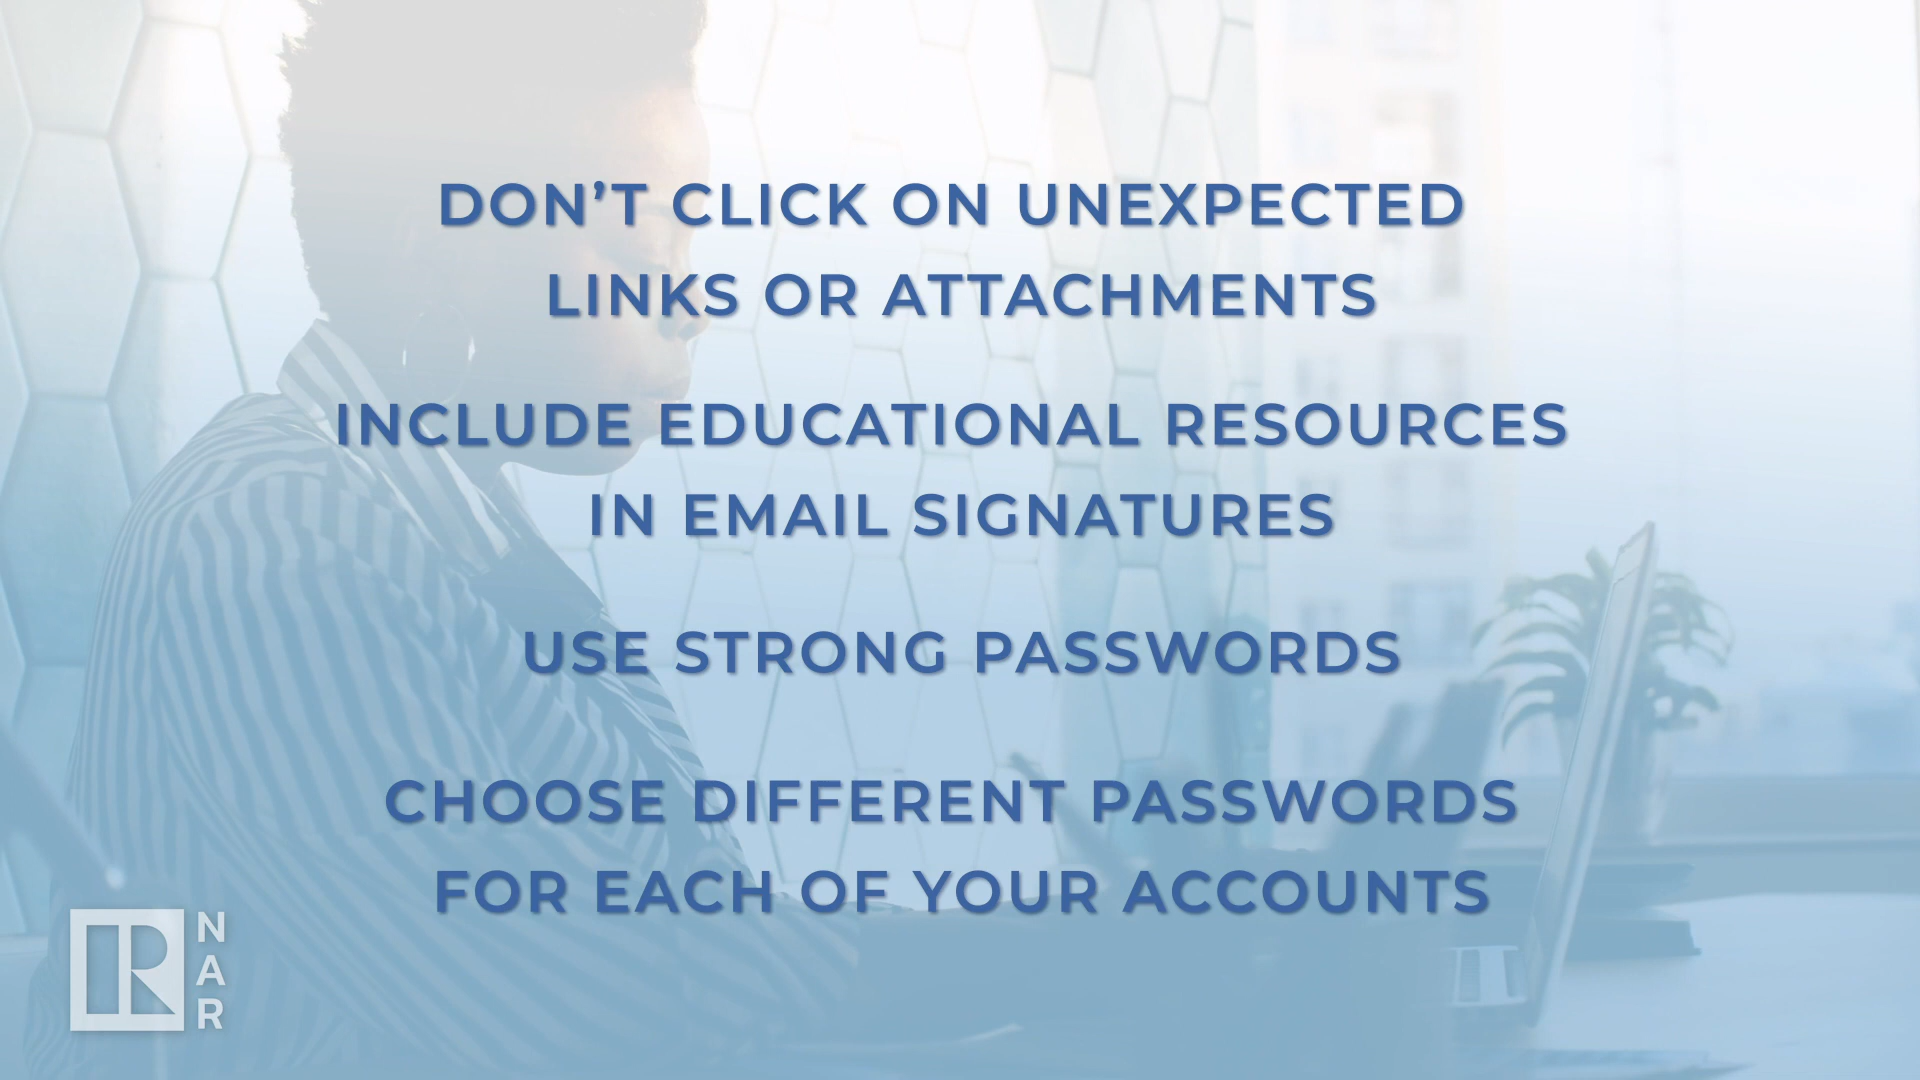 DON’T CLICK ON UNEXPECTED
LINKS OR ATTACHMENTS
INCLUDE EDUCATIONAL RESOURCES
IN EMAIL SIGNATURES
USE STRONG PASSWORDS
CHOOSE DIFFERENT PASSWORDS
FOR EACH OF YOUR ACCOUNTS
R
NAR